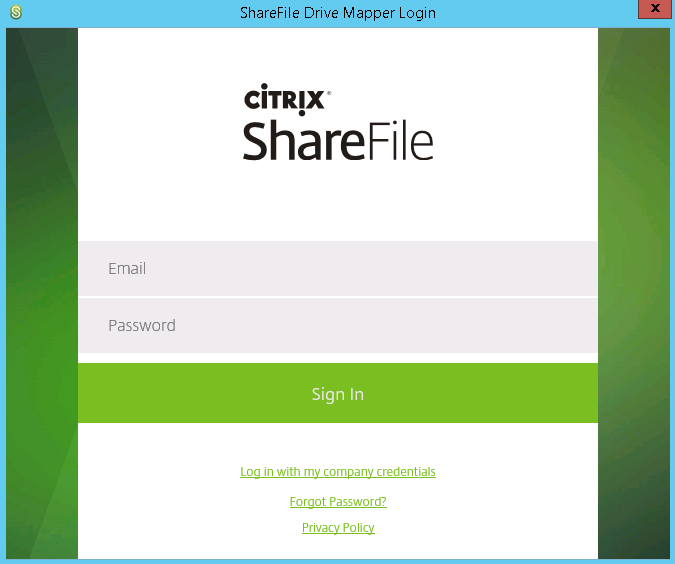 ShareFile Drive Mapper Login
CITRIX®
ShareFile
Email
Password
Sign In
Log in with my company credentials
Forgot Password?
Privacy Policy